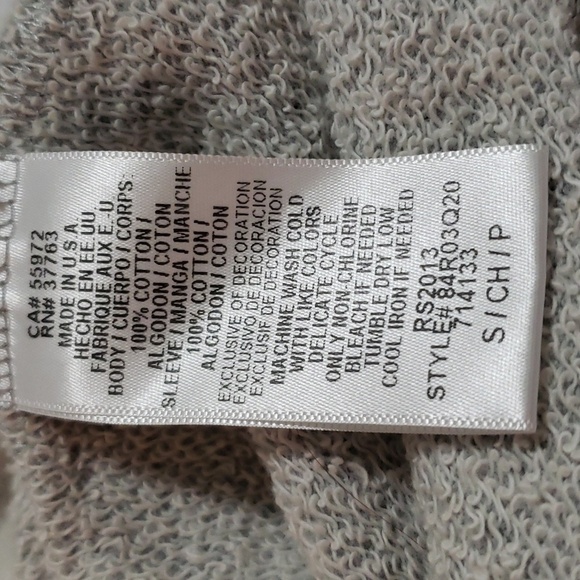 CA# 55972
RN# 37763
MADE IN U.S.A
HECHO EN EE.UU
FABRIQUE AUX E.U
BODY / CUERPO / CORPS:
100% COTTON /
ALGODON / COTON
SLEEVE / MANGA / MANCHE
100% COTTON /
ALGODON / COTON
EXCLUSIVE OF DECORATION
EXCLUSIVO DE DECORACION
EXCLUSIF DE DECORATION
MACHINE WASH COLD
WITH LIKE COLORS
DELICATE CYCLE
ONLY NON-CHLORINE
BLEACH IF NEEDED
TUMBLE DRY LOW
COOL IRON IF NEEDED
RS2013
STYLE# 84R03Q20
714133
S / CH / P